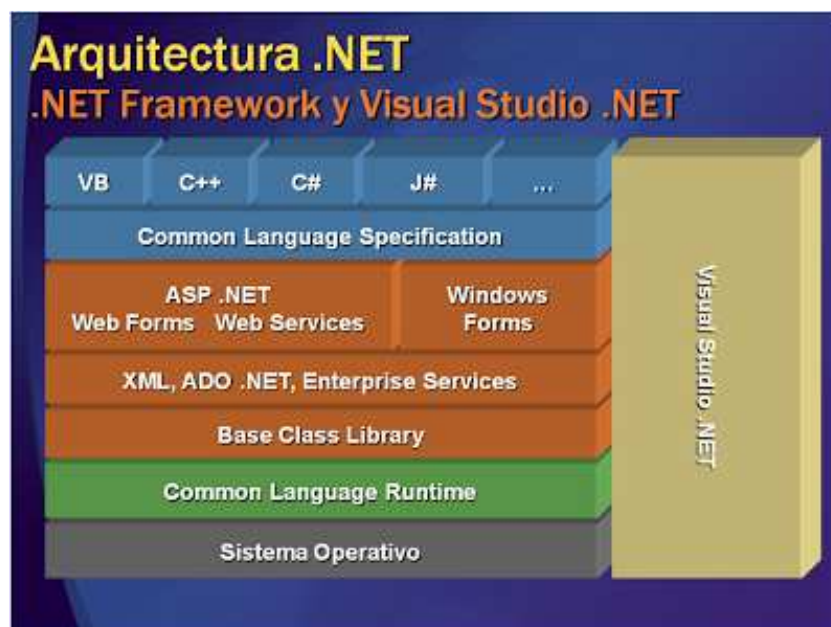 Arquitectura .NET
.NET Framework y Visual Studio .NET
VB C++ C# J# ...
Common Language Specification
ASP .NET
Web Forms Web Services
Windows
Forms
XML, ADO .NET, Enterprise Services
Base Class Library
Common Language Runtime
Sistema Operativo
Visual Studio .NET